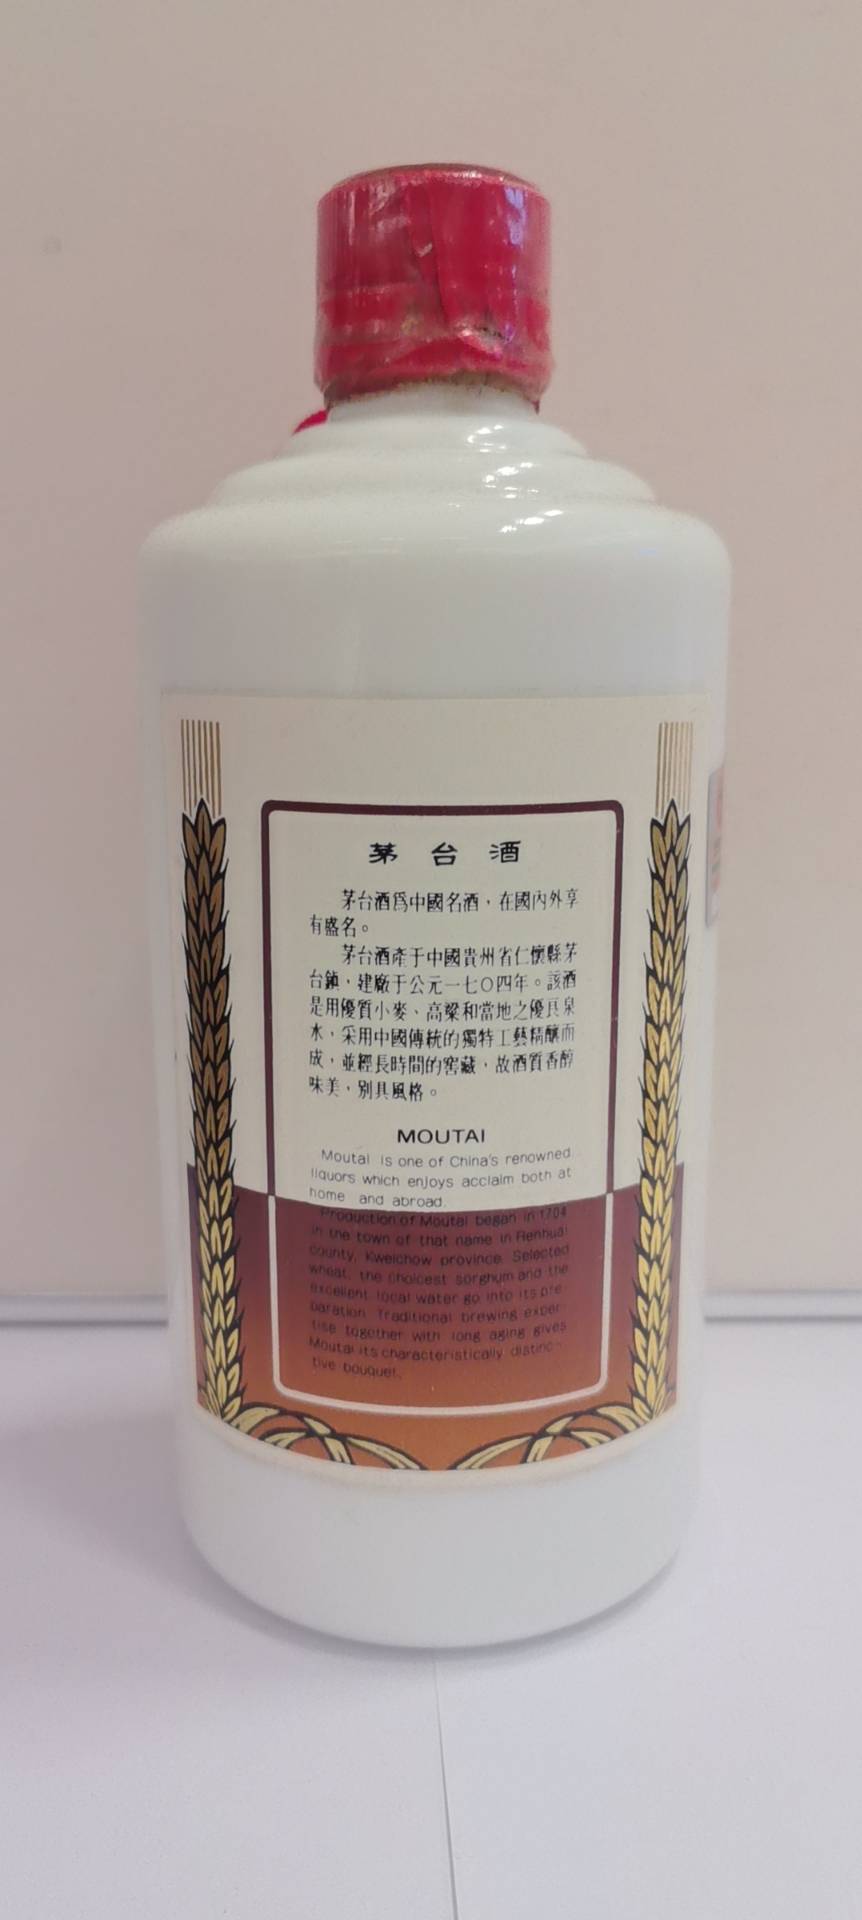 茅台酒
茅台酒爲中國名酒，在國內外享
有盛名。
茅台酒產于中國貴州省仁懷縣茅
台鎮，建廠于公元一七〇四年。該酒
是用優質小麥、高粱和當地之優良泉
水，采用中國傳統的獨特工藝精釀而
成，並經長時間的窖藏，故酒質香醇
味美，別具風格。
MOUTAI
Moutai is one of China's renowned
liquors which enjoys acclaim both at
home and abroad.
Production of Moutai began in 1704
in the town of that name in Renhuai
county, Kweichow province. Selected
wheat, the choicest sorghum and the
excellent local water go into its pre-
paration. Traditional brewing exper-
tise together with long aging gives
Moutai its characteristically distinc-
tive bouquet.